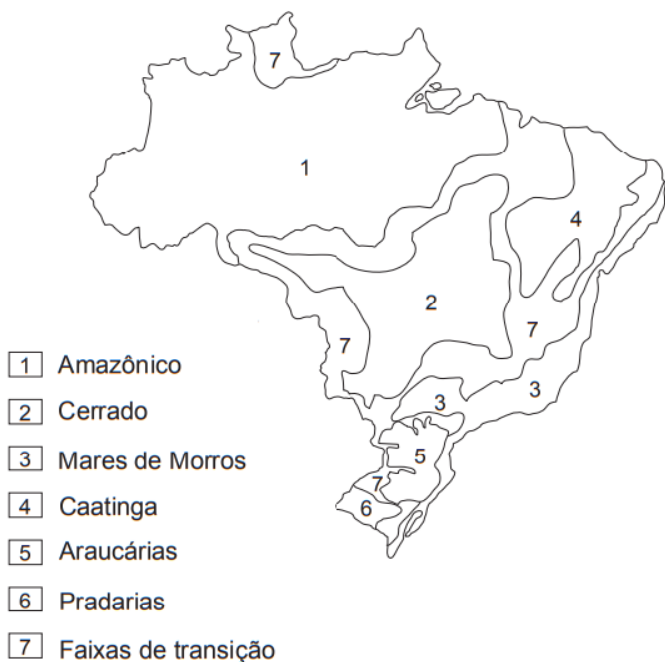 7
1
4
2
7
7
3
3
5
7
6
1 Amazônico
2 Cerrado
3 Mares de Morros
4 Caatinga
5 Araucárias
6 Pradarias
7 Faixas de transição